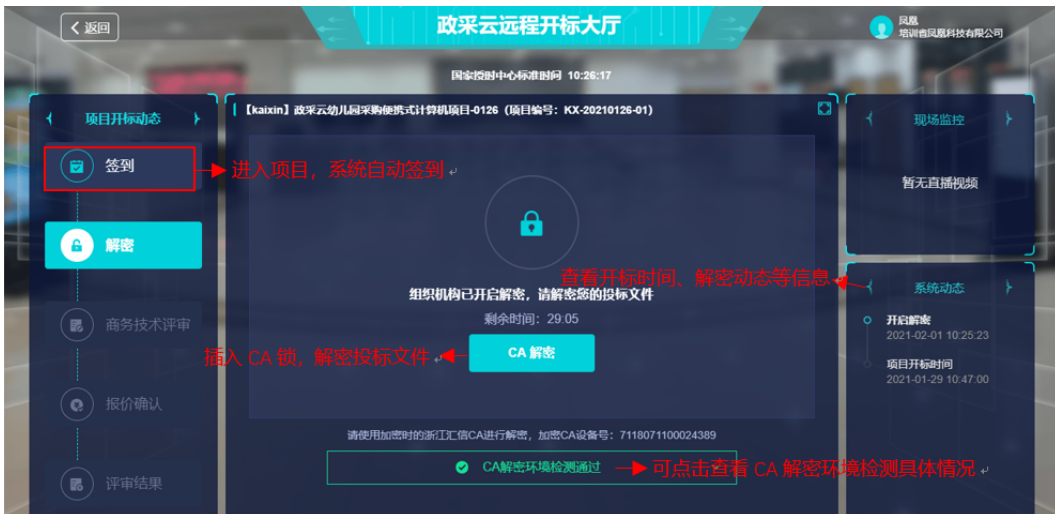 返回
政采云远程开标大厅
凤凰
培训省凤凰科技有限公司
国家授时中心标准时间 10:26:17
项目开标动态
签到
解密
商务技术评审
报价确认
评审结果
【kaixin】政采云幼儿园采购便携式计算机项目-0126（项目编号：KX-20210126-01）
进入项目，系统自动签到
查看开标时间、解密动态等信息
组织机构已开启解密，请解密您的投标文件
剩余时间：29:05
插入 CA 锁，解密投标文件
CA 解密
请使用加密时的浙江汇信CA进行解密，加密CA设备号：7118071100024389
CA解密环境检测通过
可点击查看 CA 解密环境检测具体情况
现场监控
暂无直播视频
系统动态
开启解密
2021-02-01 10:25:23
项目开标时间
2021-01-29 10:47:00